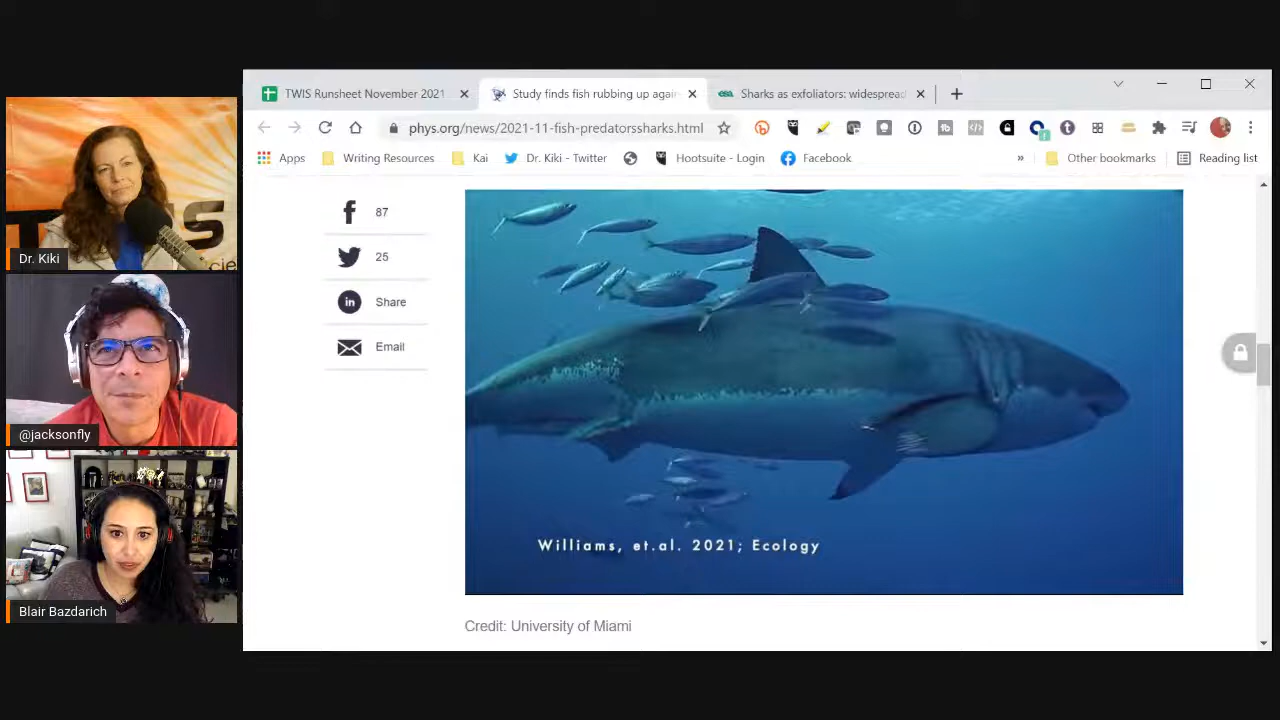 TWIS Runsheet November 2021
Study finds fish rubbing up again
Sharks as exfoliators: widespread
phys.org/news/2021-11-fish-predatorssharks.html
Apps
Writing Resources
Kai
Dr. Kiki - Twitter
Hootsuite - Login
Facebook
»
Other bookmarks
Reading list
87
25
Share
Email
Williams, et.al. 2021; Ecology
Credit: University of Miami
Dr. Kiki
@jacksonfly
Blair Bazdarich